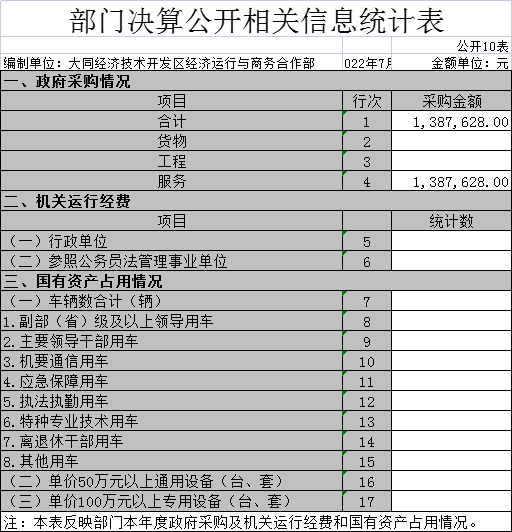 部门决算公开相关信息统计表
公开10表
编制单位：大同经济技术开发区经济运行与商务合作部 022年7月 金额单位：元
一、政府采购情况
项目 行次 采购金额
合计 1 1,387,628.00
货物 2
工程 3
服务 4 1,387,628.00
二、机关运行经费
项目 统计数
（一）行政单位 5
（二）参照公务员法管理事业单位 6
三、国有资产占用情况
（一）车辆数合计（辆） 7
1.副部（省）级及以上领导用车 8
2.主要领导干部用车 9
3.机要通信用车 10
4.应急保障用车 11
5.执法执勤用车 12
6.特种专业技术用车 13
7.离退休干部用车 14
8.其他用车 15
（二）单价50万元以上通用设备（台、套） 16
（三）单价100万元以上专用设备（台、套） 17
注：本表反映部门本年度政府采购及机关运行经费和国有资产占用情况。